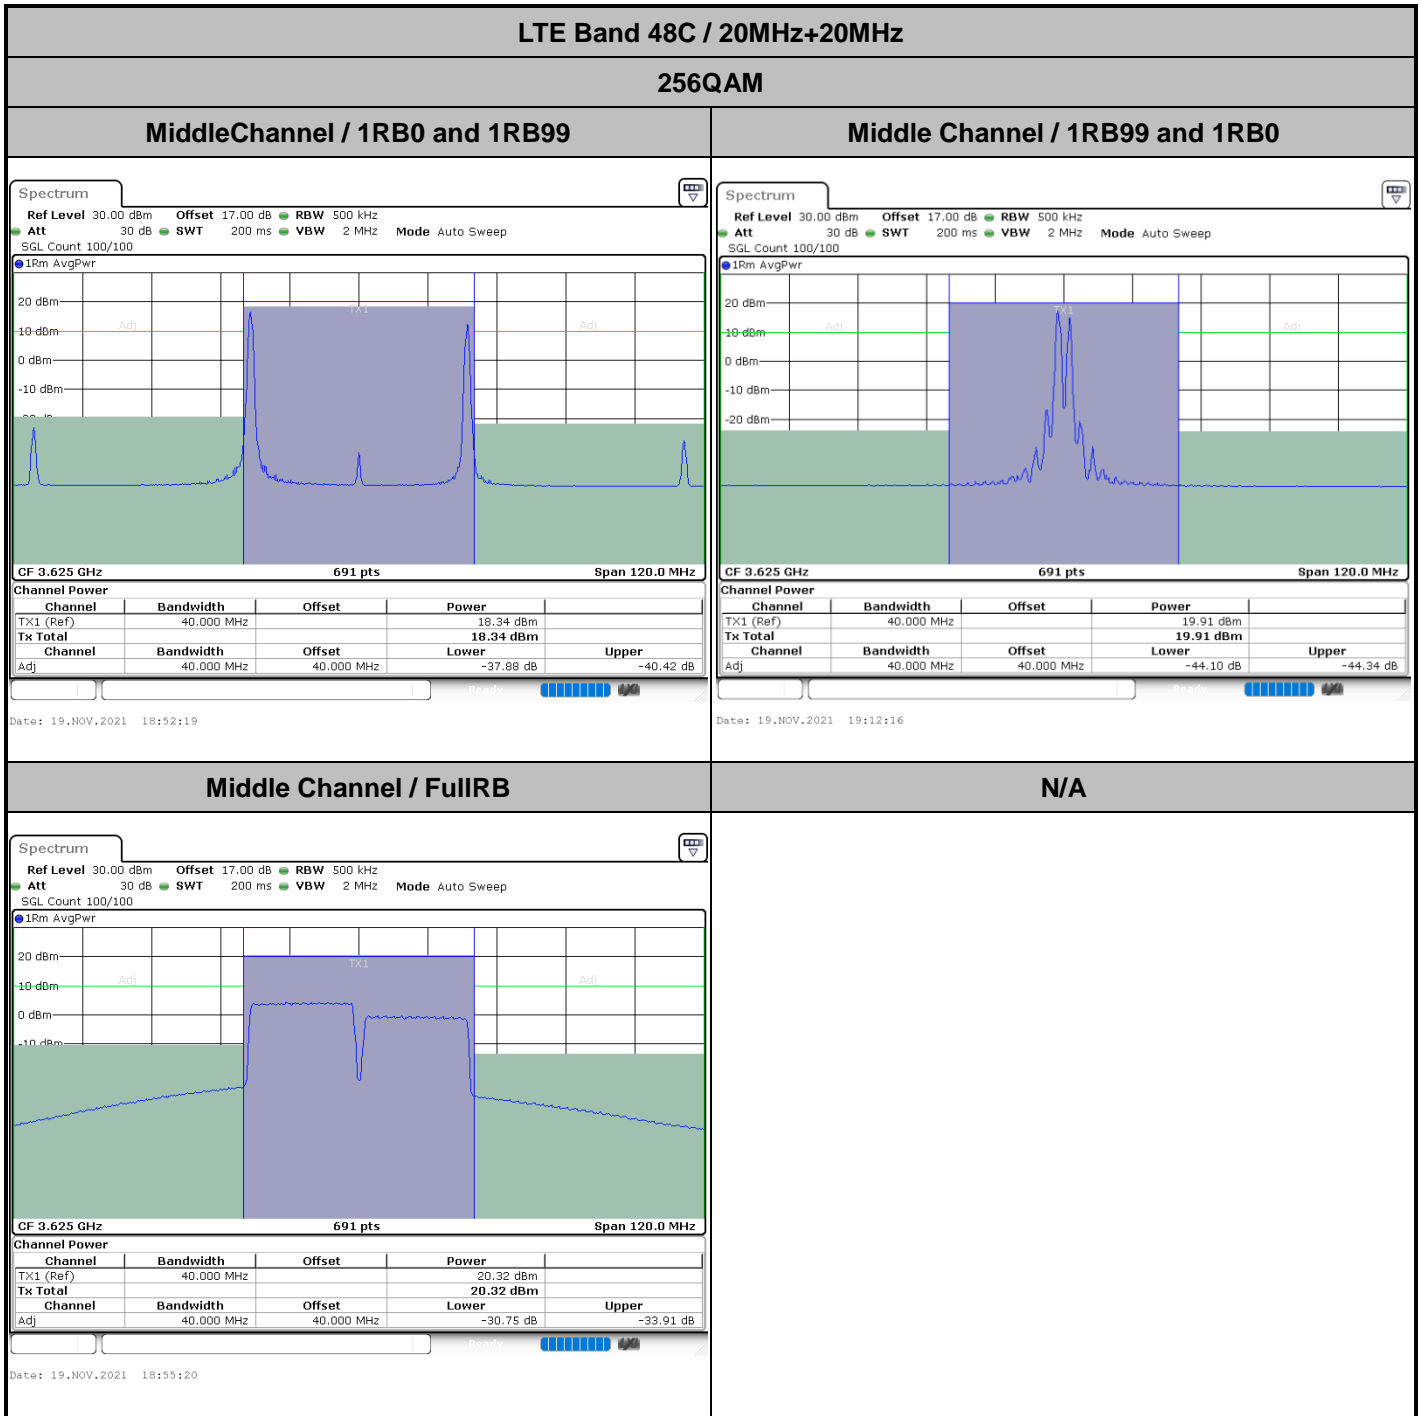 LTE Band 48C / 20MHz+20MHz
256QAM
MiddleChannel / 1RB0 and 1RB99
Middle Channel / 1RB99 and 1RB0
Spectrum
Ref Level 30.00 dBm Offset 17.00 dB RBW 500 kHz
Att 30 dB SWT 200 ms VBW 2 MHz Mode Auto Sweep
SGL Count 100/100
1Rm AvgPwr
TX1
20 dBm
Adj
Adj
10 dBm
0 dBm
-10 dBm
CF 3.625 GHz 691 pts Span 120.0 MHz
Channel Power
Channel Bandwidth Offset Power
TX1 (Ref) 40.000 MHz 18.34 dBm
Tx Total 18.34 dBm
Channel Bandwidth Offset Lower Upper
Adj 40.000 MHz 40.000 MHz -37.88 dB -40.42 dB
Date: 19.NOV.2021 18:52:19
Spectrum
Ref Level 30.00 dBm Offset 17.00 dB RBW 500 kHz
Att 30 dB SWT 200 ms VBW 2 MHz Mode Auto Sweep
SGL Count 100/100
1Rm AvgPwr
20 dBm
TX1
Adj
Adj
10 dBm
0 dBm
-10 dBm
-20 dBm
CF 3.625 GHz 691 pts Span 120.0 MHz
Channel Power
Channel Bandwidth Offset Power
TX1 (Ref) 40.000 MHz 19.91 dBm
Tx Total 19.91 dBm
Channel Bandwidth Offset Lower Upper
Adj 40.000 MHz 40.000 MHz -44.10 dB -44.34 dB
Ready
Date: 19.NOV.2021 19:12:16
Middle Channel / FullRB
N/A
Spectrum
Ref Level 30.00 dBm Offset 17.00 dB RBW 500 kHz
Att 30 dB SWT 200 ms VBW 2 MHz Mode Auto Sweep
SGL Count 100/100
1Rm AvgPwr
20 dBm
TX1
Adj
Adj
10 dBm
0 dBm
-10 dBm
CF 3.625 GHz 691 pts Span 120.0 MHz
Channel Power
Channel Bandwidth Offset Power
TX1 (Ref) 40.000 MHz 20.32 dBm
Tx Total 20.32 dBm
Channel Bandwidth Offset Lower Upper
Adj 40.000 MHz 40.000 MHz -30.75 dB -33.91 dB
Date: 19.NOV.2021 18:55:20